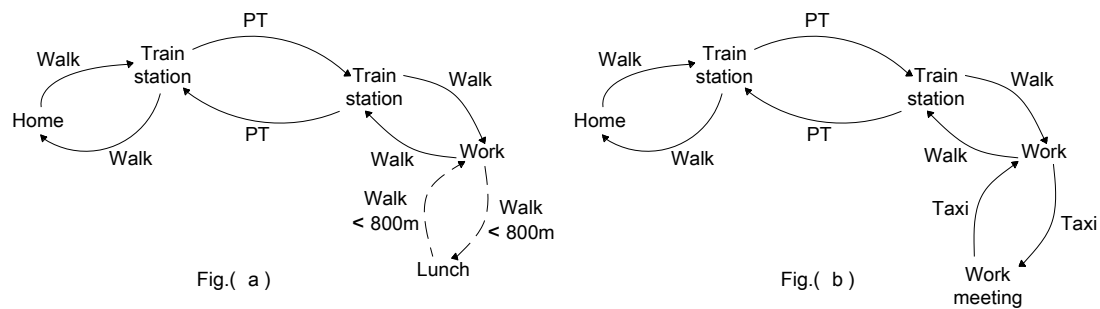 PT
Walk
Train
station
Walk
Train
station
Home
PT
Walk
Walk
Work
Walk
< 800m
Walk
< 800m
Lunch
Fig.( a )
PT
Walk
Train
station
Walk
Train
station
Home
PT
Walk
Walk
Work
Taxi
Taxi
Work
meeting
Fig.( b )